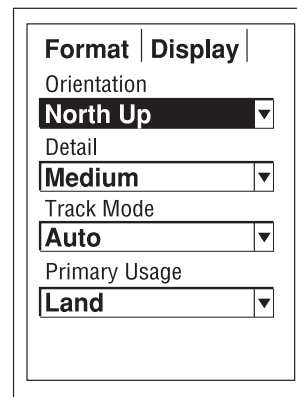 Format Display
Orientation
North Up
Detail
Medium
Track Mode
Auto
Primary Usage
Land